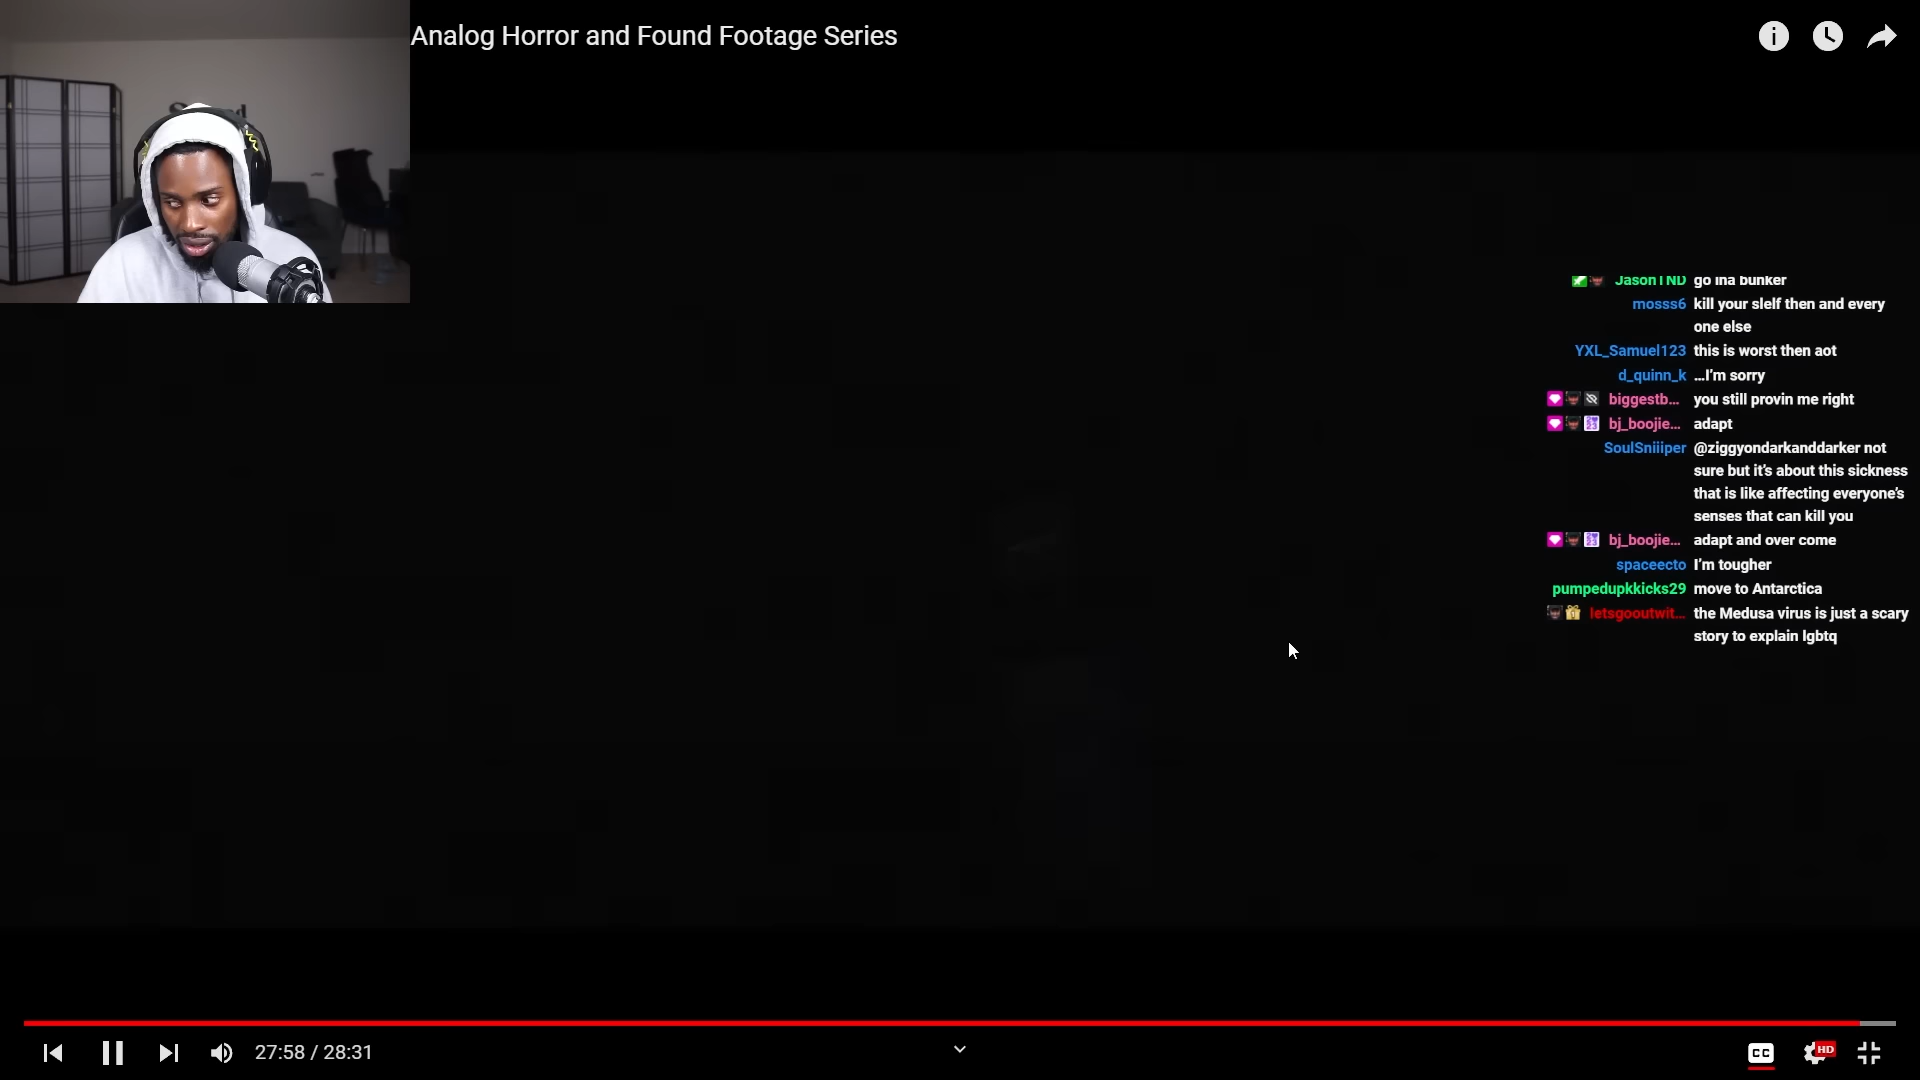 Analog Horror and Found Footage Series
JasonTND go ina bunker
mosss6 kill your slelf then and every
one else
YXL_Samuel123 this is worst then aot
d_quinn_k ...I'm sorry
biggestb... you still provin me right
bj_boojie... adapt
SoulSniiiper @ziggyondarkanddarker not
sure but it's about this sickness
that is like affecting everyone's
senses that can kill you
bj_boojie... adapt and over come
spaceecto I'm tougher
pumpedupkkicks29 move to Antarctica
letsgooutwit... the Medusa virus is just a scary
story to explain lgbtq
27:58 / 28:31
CC
HD